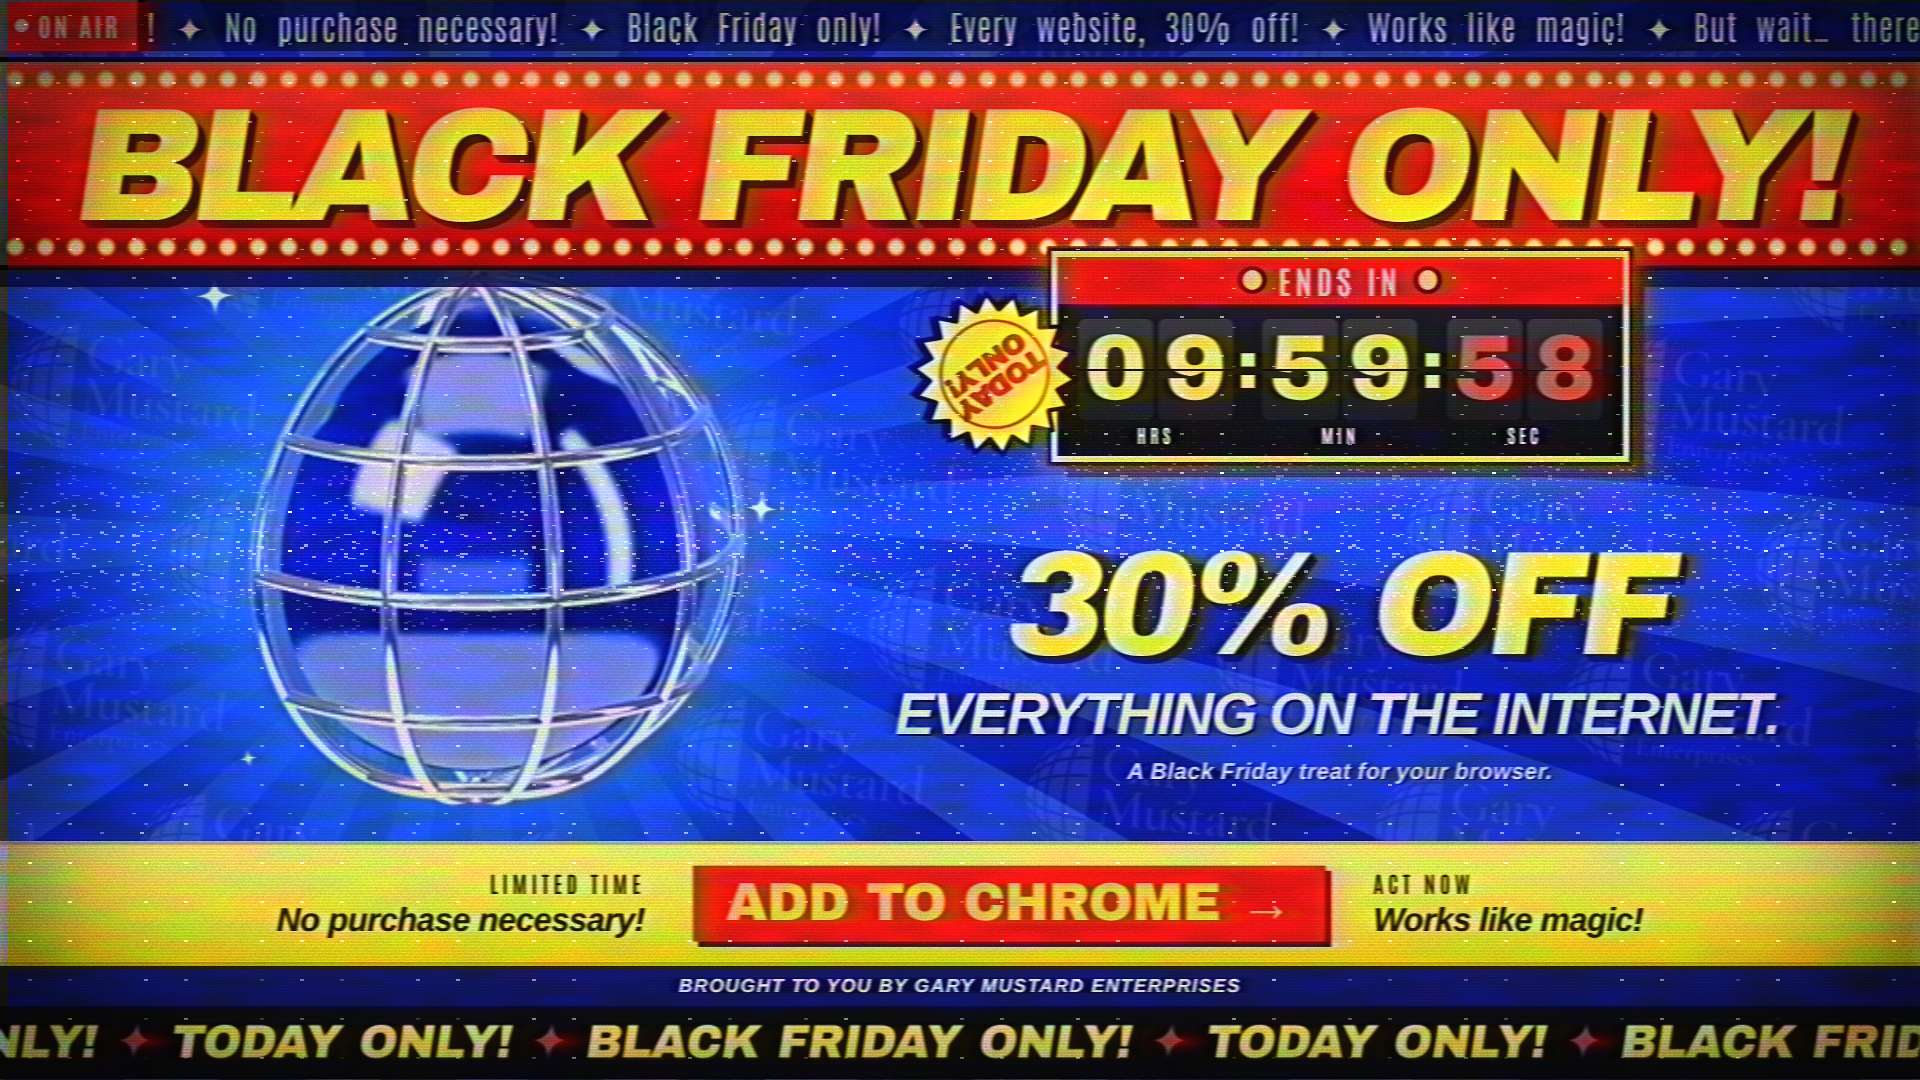 ON AIR ! ✦ No purchase necessary! ✦ Black Friday only! ✦ Every website, 30% off! ✦ Works like magic! ✦ But wait… there
BLACK FRIDAY ONLY!
ENDS IN
TODAY
ONLY!
09:59:58
HRS MIN SEC
30% OFF
EVERYTHING ON THE INTERNET.
A Black Friday treat for your browser.
LIMITED TIME
No purchase necessary!
ADD TO CHROME →
ACT NOW
Works like magic!
BROUGHT TO YOU BY GARY MUSTARD ENTERPRISES
NLY! ✦ TODAY ONLY! ✦ BLACK FRIDAY ONLY! ✦ TODAY ONLY! ✦ BLACK FRID
Gary
Mustard
Enterprises